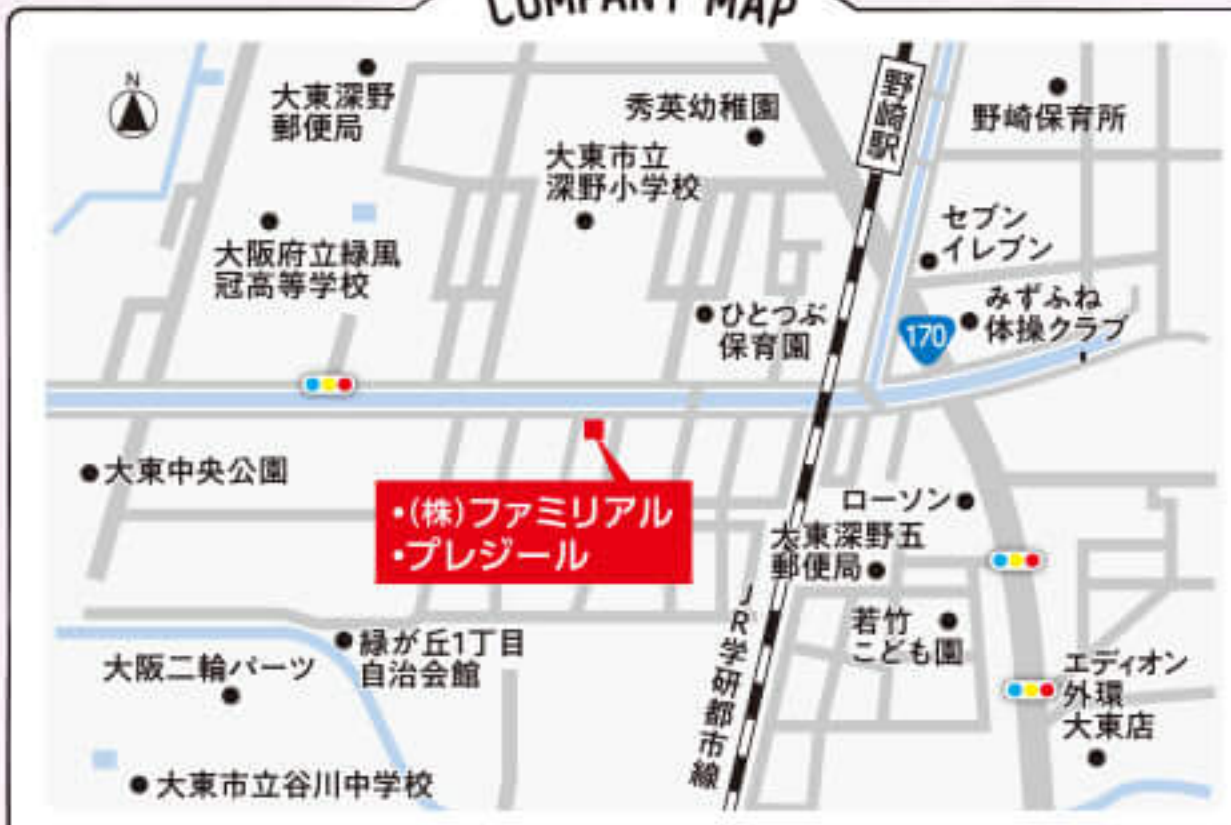 COMPANY MAP
N
大東深野
郵便局
秀英幼稚園
野崎駅
野崎保育所
大東市立
深野小学校
大阪府立緑風
冠高等学校
セブン
イレブン
ひとつぶ
保育園
170
みずふね
体操クラブ
大東中央公園
・(株)ファミリアル
・プレジール
ローソン
大東深野五
郵便局
JR学研都市線
若竹
こども園
緑が丘1丁目
自治会館
大阪二輪パーツ
エディオン
外環
大東店
大東市立谷川中学校